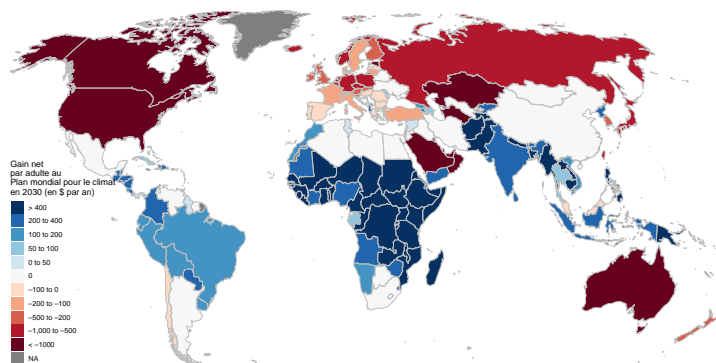 Gain net
par adulte au
Plan mondial pour le climat
en 2030 (en $ par an)
> 400
200 to 400
100 to 200
50 to 100
0 to 50
0
–100 to 0
–200 to –100
–500 to –200
–1,000 to –500
< –1000
NA